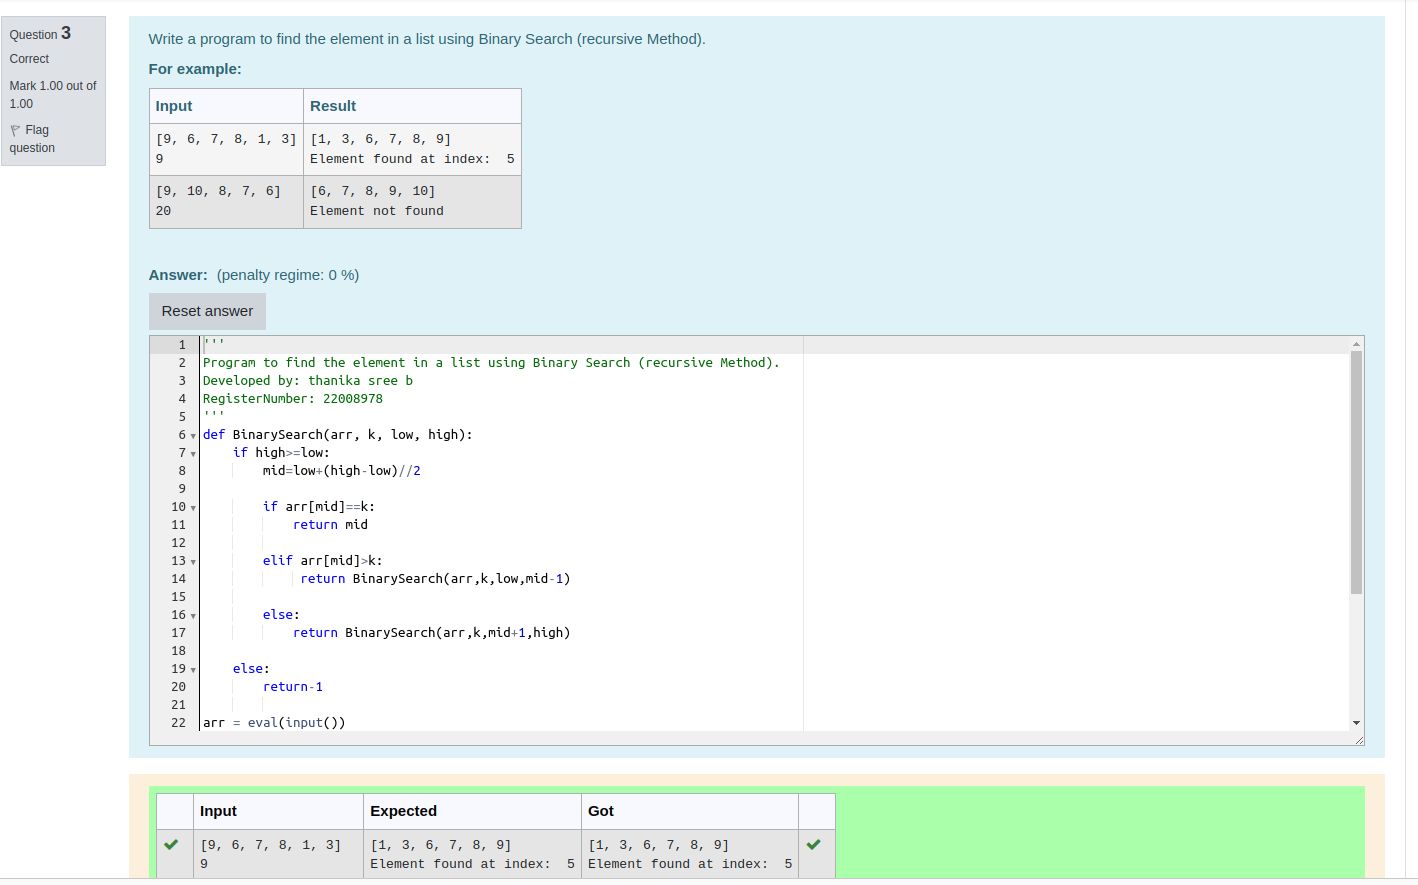 Question 3
Correct
Mark 1.00 out of
1.00
Flag
question
Write a program to find the element in a list using Binary Search (recursive Method).
For example:
Input Result
[9, 6, 7, 8, 1, 3] [1, 3, 6, 7, 8, 9]
9 Element found at index:  5
[9, 10, 8, 7, 6] [6, 7, 8, 9, 10]
20 Element not found
Answer: (penalty regime: 0 %)
Reset answer
1 '''
2 Program to find the element in a list using Binary Search (recursive Method).
3 Developed by: thanika sree b
4 RegisterNumber: 22008978
5 '''
6 def BinarySearch(arr, k, low, high):
7     if high>=low:
8         mid=low+(high-low)//2
9
10         if arr[mid]==k:
11             return mid
12
13         elif arr[mid]>k:
14              return BinarySearch(arr,k,low,mid-1)
15
16         else:
17             return BinarySearch(arr,k,mid+1,high)
18
19     else:
20         return-1
21
22 arr = eval(input())
Input Expected Got
[9, 6, 7, 8, 1, 3] [1, 3, 6, 7, 8, 9] [1, 3, 6, 7, 8, 9]
9 Element found at index:  5 Element found at index:  5